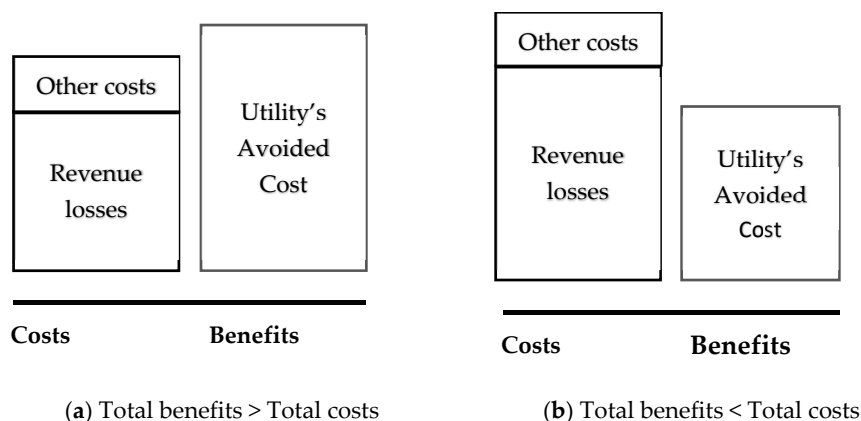 Other costs
Revenue
losses
Utility's
Avoided
Cost
Costs
Benefits
(a) Total benefits > Total costs
Other costs
Revenue
losses
Utility's
Avoided
Cost
Costs
Benefits
(b) Total benefits < Total costs